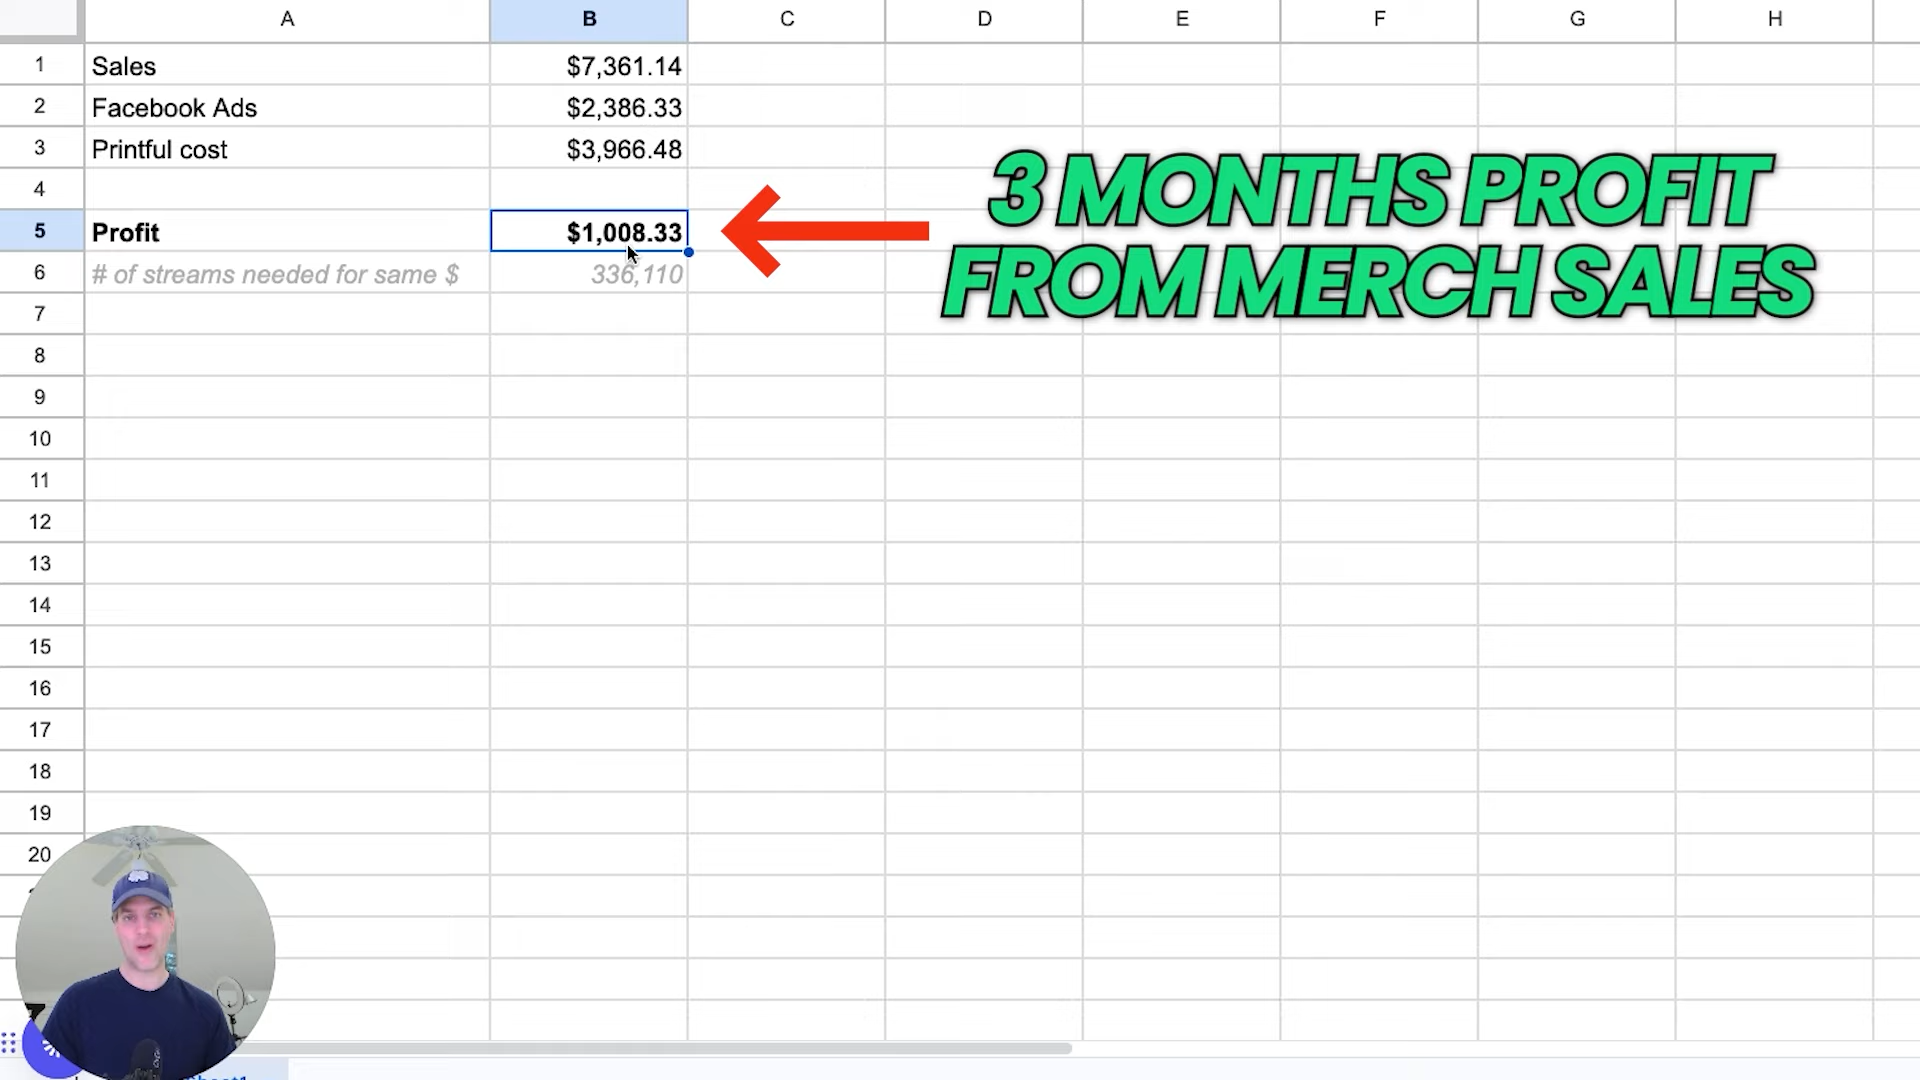 A B C D E F G H
1 Sales $7,361.14
2 Facebook Ads $2,386.33
3 Printful cost $3,966.48
4
5 Profit $1,008.33
6 # of streams needed for same $ 336,110
3 MONTHS PROFIT
FROM MERCH SALES
7
8
9
10
11
12
13
14
15
16
17
18
19
20